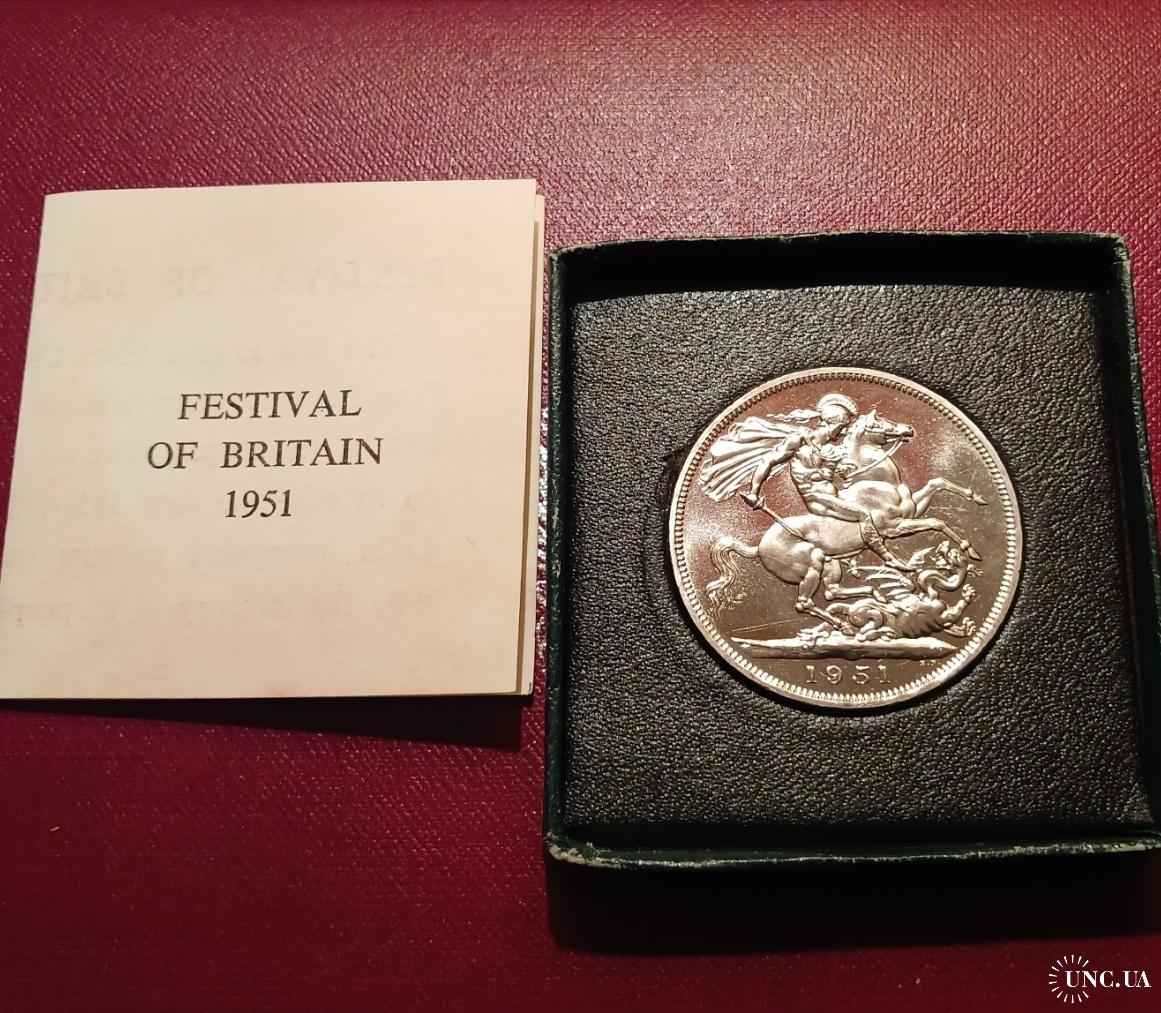 FESTIVAL
OF BRITAIN
1951
1951
UNC.UA